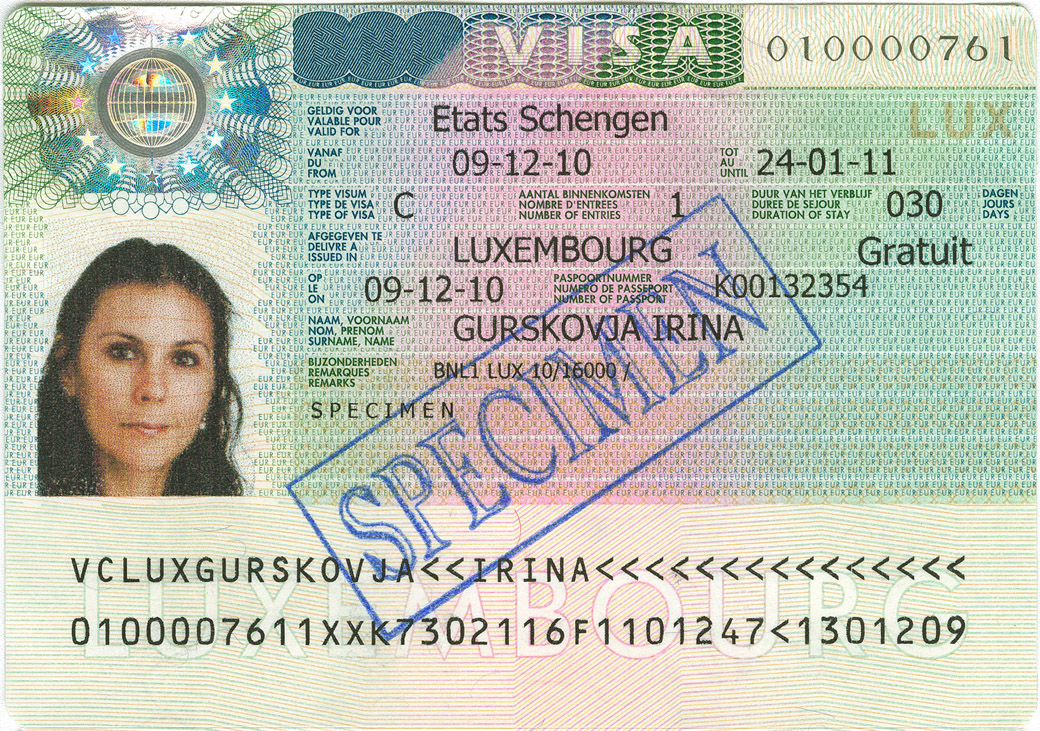 VISA 010000761
LUX
GELDIG VOOR
VALABLE POUR
VALID FOR
Etats Schengen
VANAF
DU
FROM
09-12-10
TOT
AU
UNTIL
24-01-11
TYPE VISUM
TYPE DE VISA
TYPE OF VISA
C
AANTAL BINNENKOMSTEN
NOMBRE D'ENTREES
NUMBER OF ENTRIES
1
DUUR VAN HET VERBLIJF
DUREE DE SEJOUR
DURATION OF STAY
030
DAGEN
JOURS
DAYS
AFGEGEVEN TE
DELIVRE A
ISSUED IN
LUXEMBOURG
Gratuit
OP
LE
ON
09-12-10
PASPOORTNUMMER
NUMERO DE PASSEPORT
NUMBER OF PASSPORT
K00132354
NAAM, VOORNAAM
NOM, PRENOM
SURNAME, NAME
GURSKOVJA IRINA
BIJZONDERHEDEN
REMARQUES
REMARKS
BNL1 LUX 10/16000 /
SPECIMEN
SPECIMEN
VCLUXGURSKOVJA<<IRINA<<<<<<<<<<<<<<<
LUXEMBOURG
0100007611XXK7302116F1101247<1301209